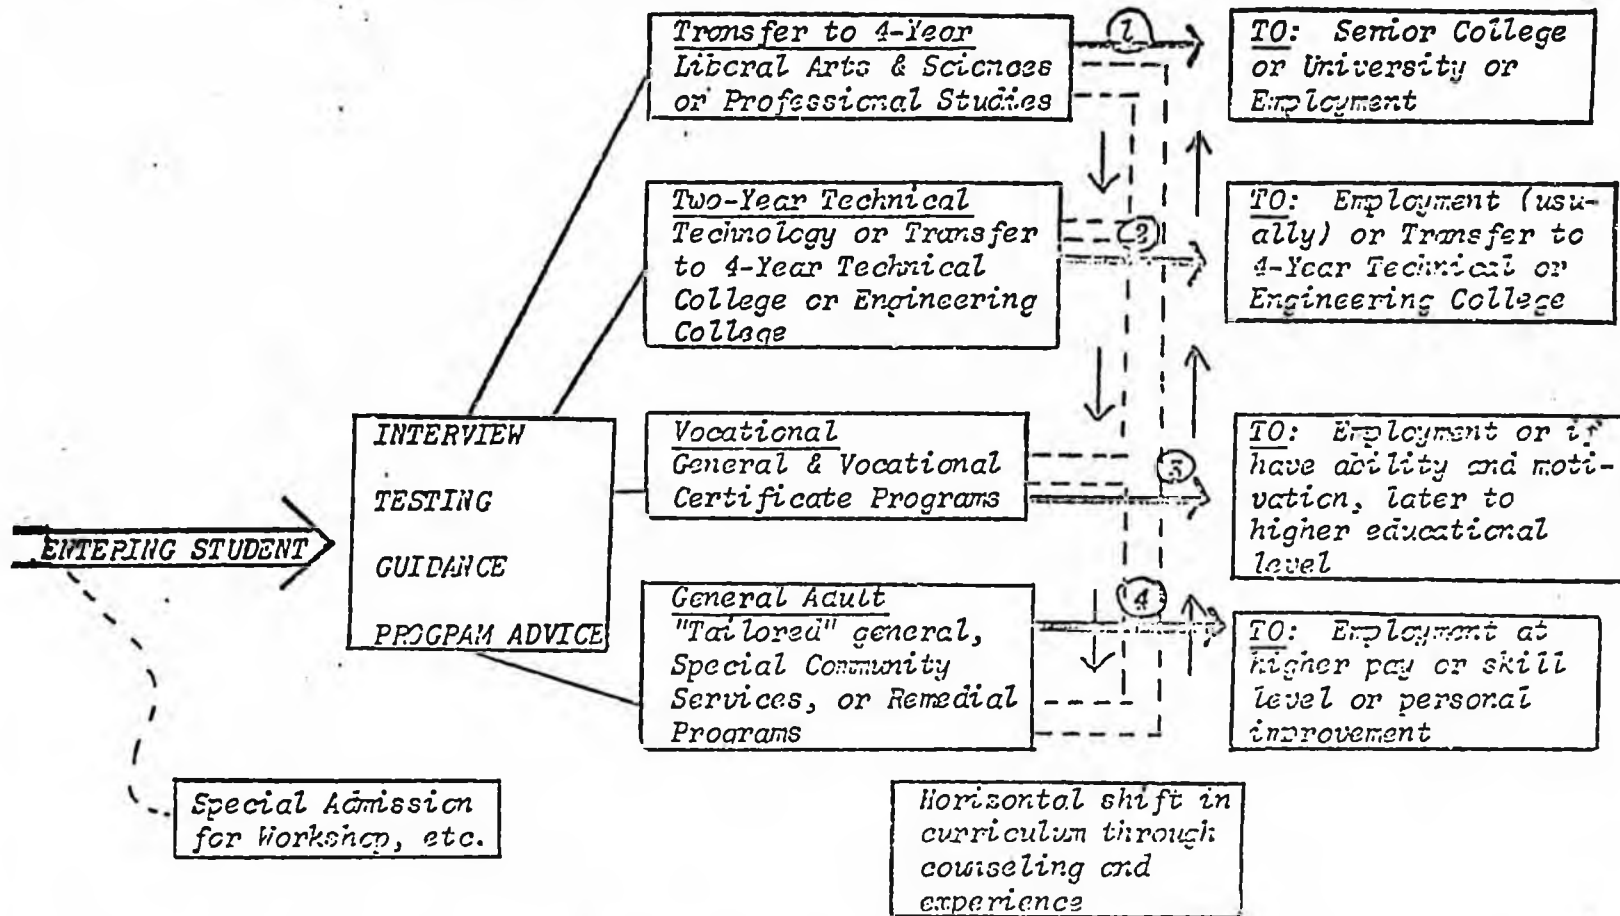 Transfer to 4-Year
Liberal Arts & Sciences
or Professional Studies
1
TO: Senior College
or University or
Employment
Two-Year Technical
Technology or Transfer
to 4-Year Technical
College or Engineering
College
2
TO: Employment (usu-
ally) or Transfer to
4-Year Technical or
Engineering College
INTERVIEW
TESTING
GUIDANCE
PROGRAM ADVICE
Vocational
General & Vocational
Certificate Programs
3
TO: Employment or if
have ability and moti-
vation, later to
higher educational
level
ENTERING STUDENT
General Adult
"Tailored" general,
Special Community
Services, or Remedial
Programs
4
TO: Employment at
higher pay or skill
level or personal
improvement
Special Admission
for Workshop, etc.
Horizontal shift in
curriculum through
counseling and
experience